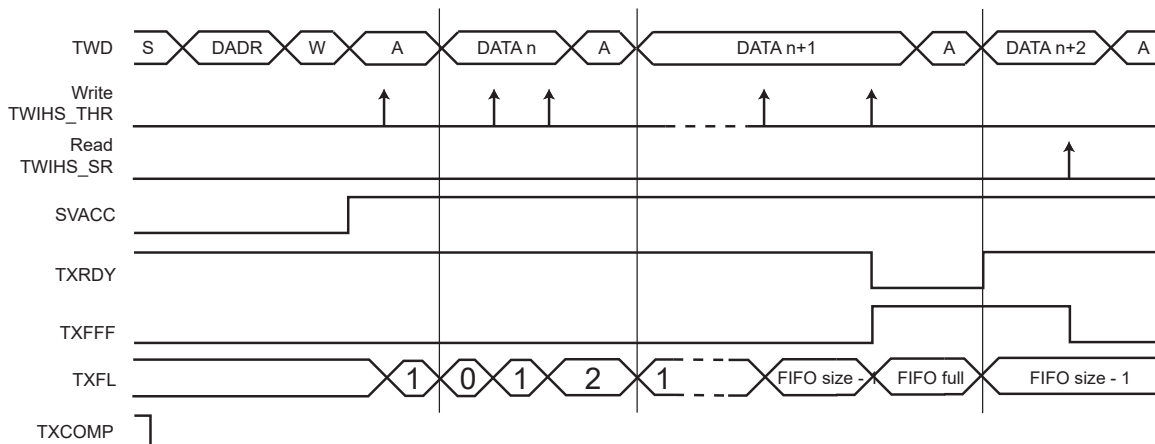 TWD S DADR W A DATA n A DATA n+1 A DATA n+2 A
Write
TWIHS_THR
Read
TWIHS_SR
SVACC
TXRDY
TXFFF
TXFL 1 0 1 2 1 FIFO size - 1 FIFO full FIFO size - 1
TXCOMP